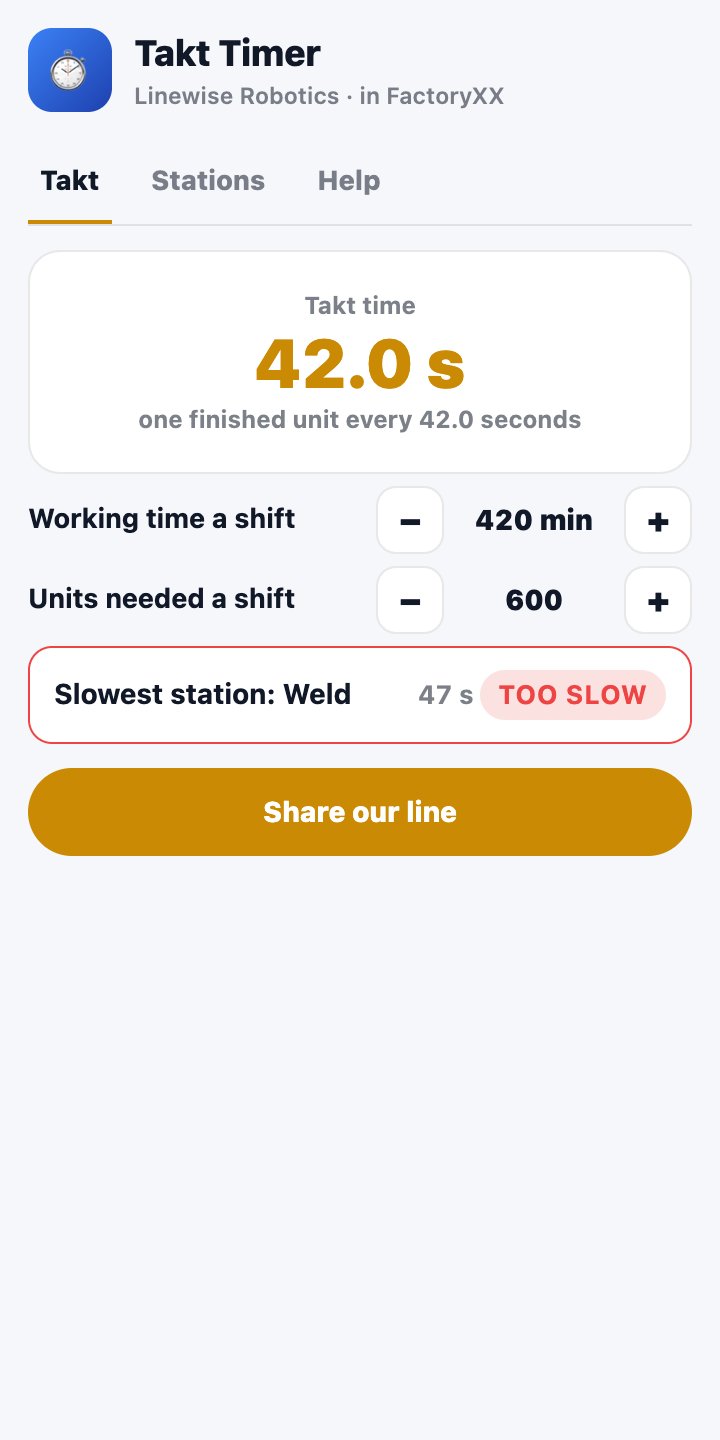 Takt Timer
Linewise Robotics · in FactoryXX
Takt Stations Help
Takt time
42.0 s
one finished unit every 42.0 seconds
Working time a shift − 420 min +
Units needed a shift − 600 +
Slowest station: Weld 47 s TOO SLOW
Share our line